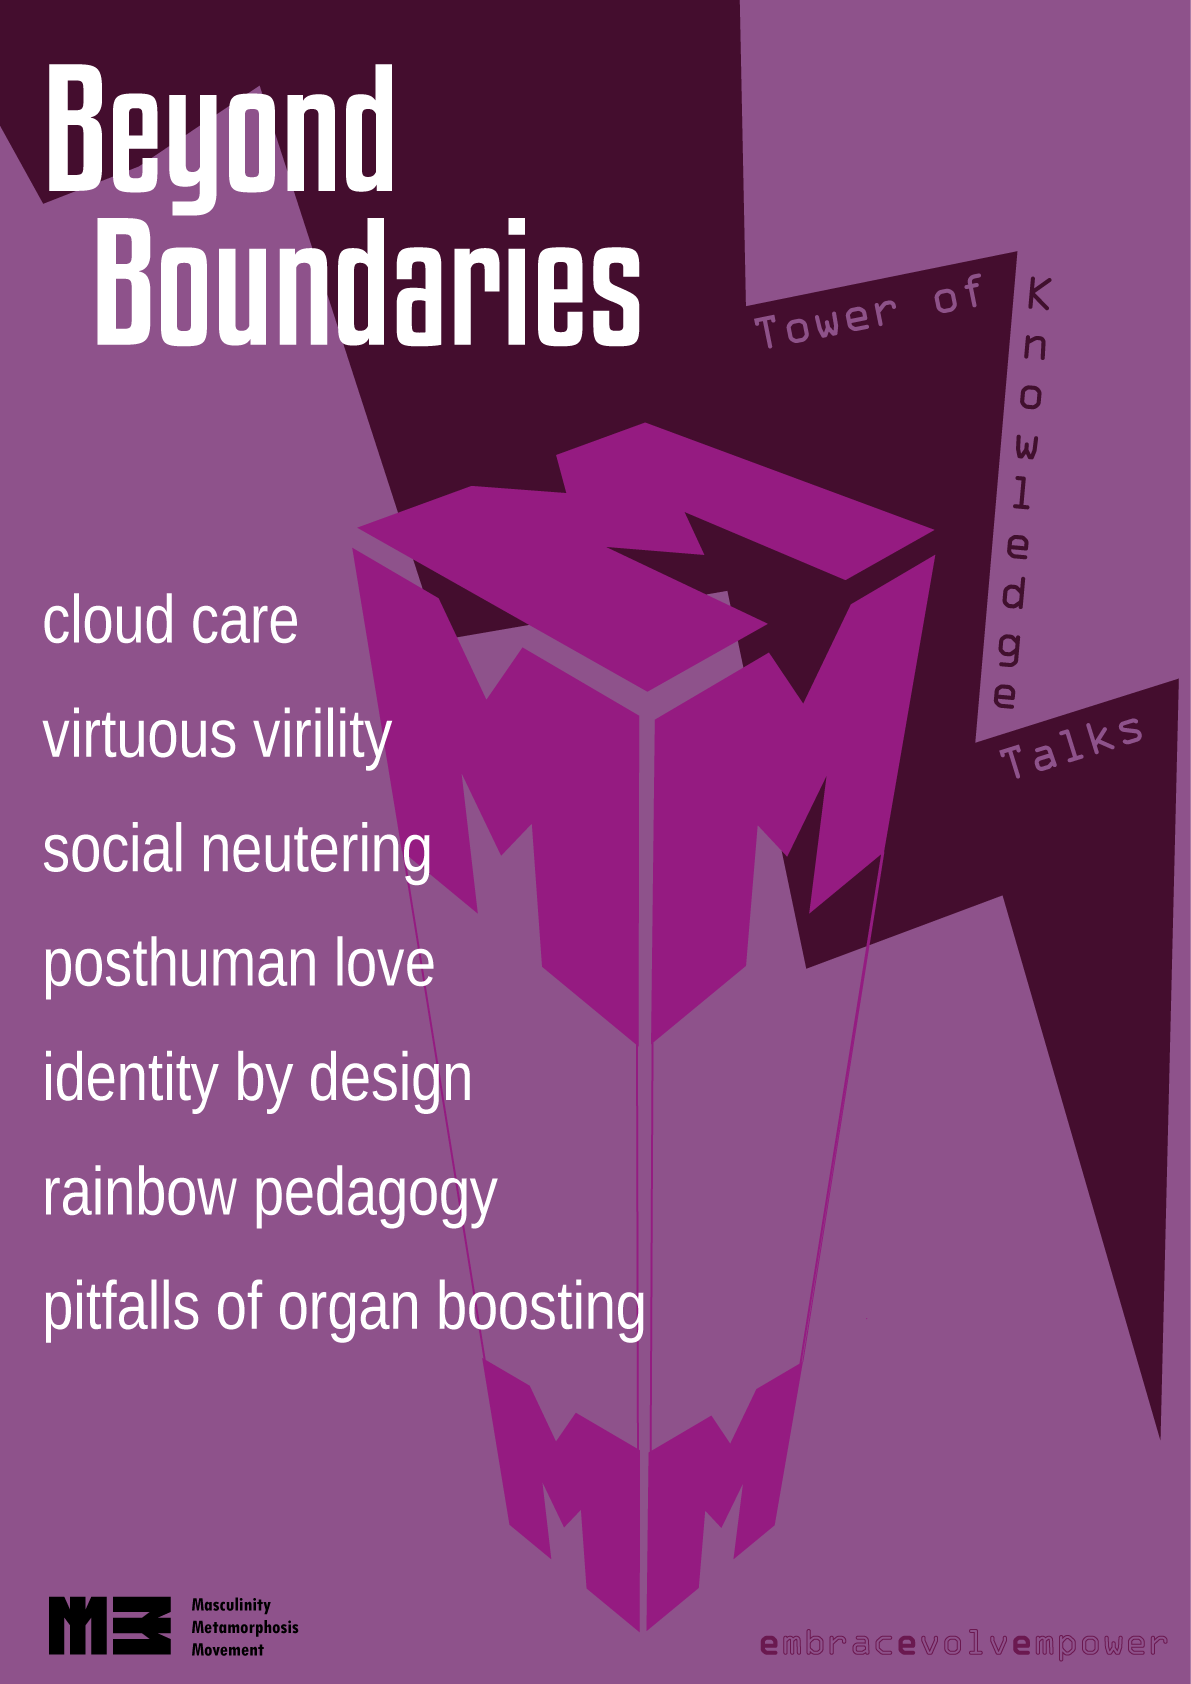 Beyond
Boundaries
Tower of
Knowledge
Talks
cloud care
virtuous virility
social neutering
posthuman love
identity by design
rainbow pedagogy
pitfalls of organ boosting
Masculinity
Metamorphosis
Movement
embracevolvempower